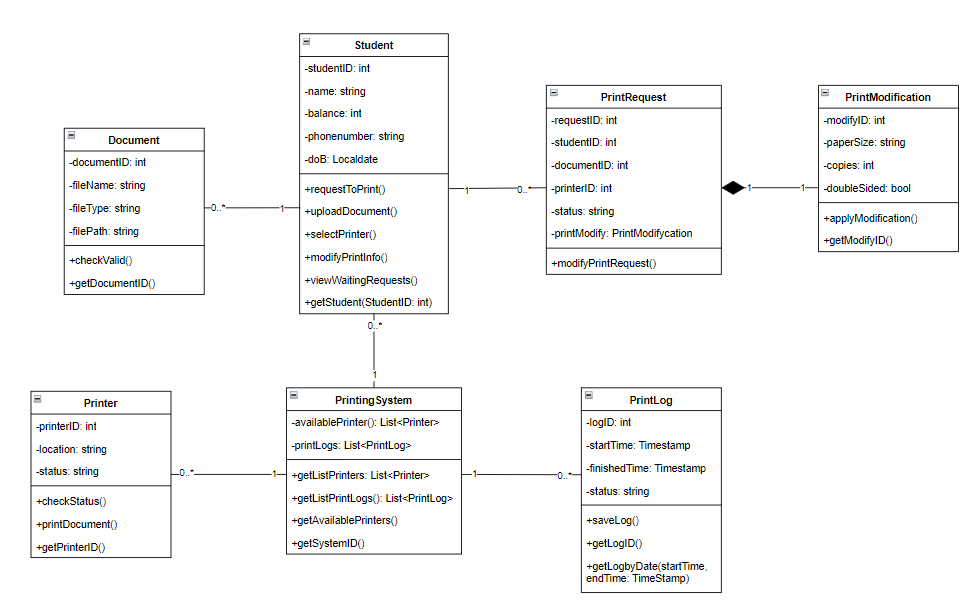 Student
-studentID: int
-name: string
-balance: int
-phonenumber: string
-doB: Localdate
+requestToPrint()
+uploadDocument()
+selectPrinter()
+modifyPrintInfo()
+viewWaitingRequests()
+getStudent(StudentID: int)
PrintRequest
-requestID: int
-studentID: int
-documentID: int
-printerID: int
-status: string
-printModify: PrintModifycation
+modifyPrintRequest()
PrintModification
-modifyID: int
-paperSize: string
-copies: int
-doubleSided: bool
+applyModification()
+getModifyID()
Document
-documentID: int
-fileName: string
-fileType: string
-filePath: string
+checkValid()
+getDocumentID()
0..*
1
1
0..*
1
1
0..*
1
Printer
-printerID: int
-location: string
-status: string
+checkStatus()
+printDocument()
+getPrinterID()
0..*
1
PrintingSystem
-availablePrinter(): List<Printer>
-printLogs: List<PrintLog>
+getListPrinters: List<Printer>
+getListPrintLogs(): List<PrintLog>
+getAvailablePrinters()
+getSystemID()
1
0..*
PrintLog
-logID: int
-startTime: Timestamp
-finishedTime: Timestamp
-status: string
+saveLog()
+getLogID()
+getLogbyDate(startTime,
endTime: TimeStamp)